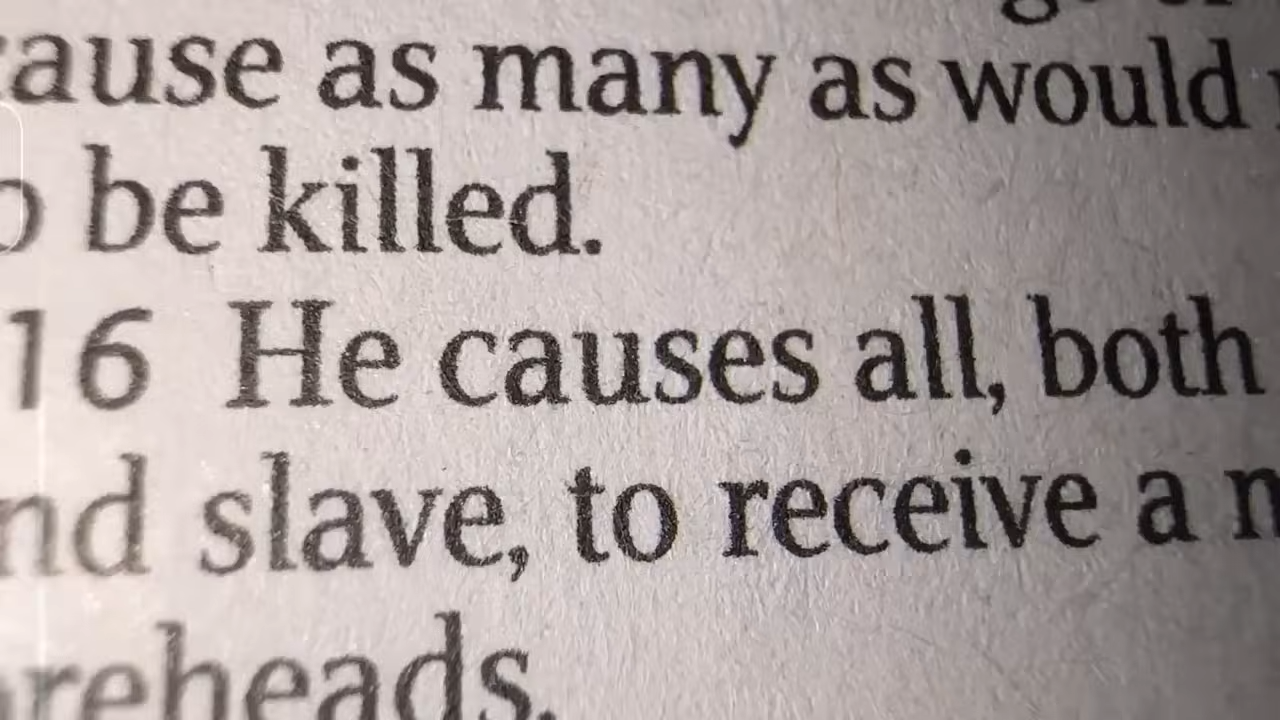 ause as many as would
be killed.
16 He causes all, both
nd slave, to receive a
reheads.